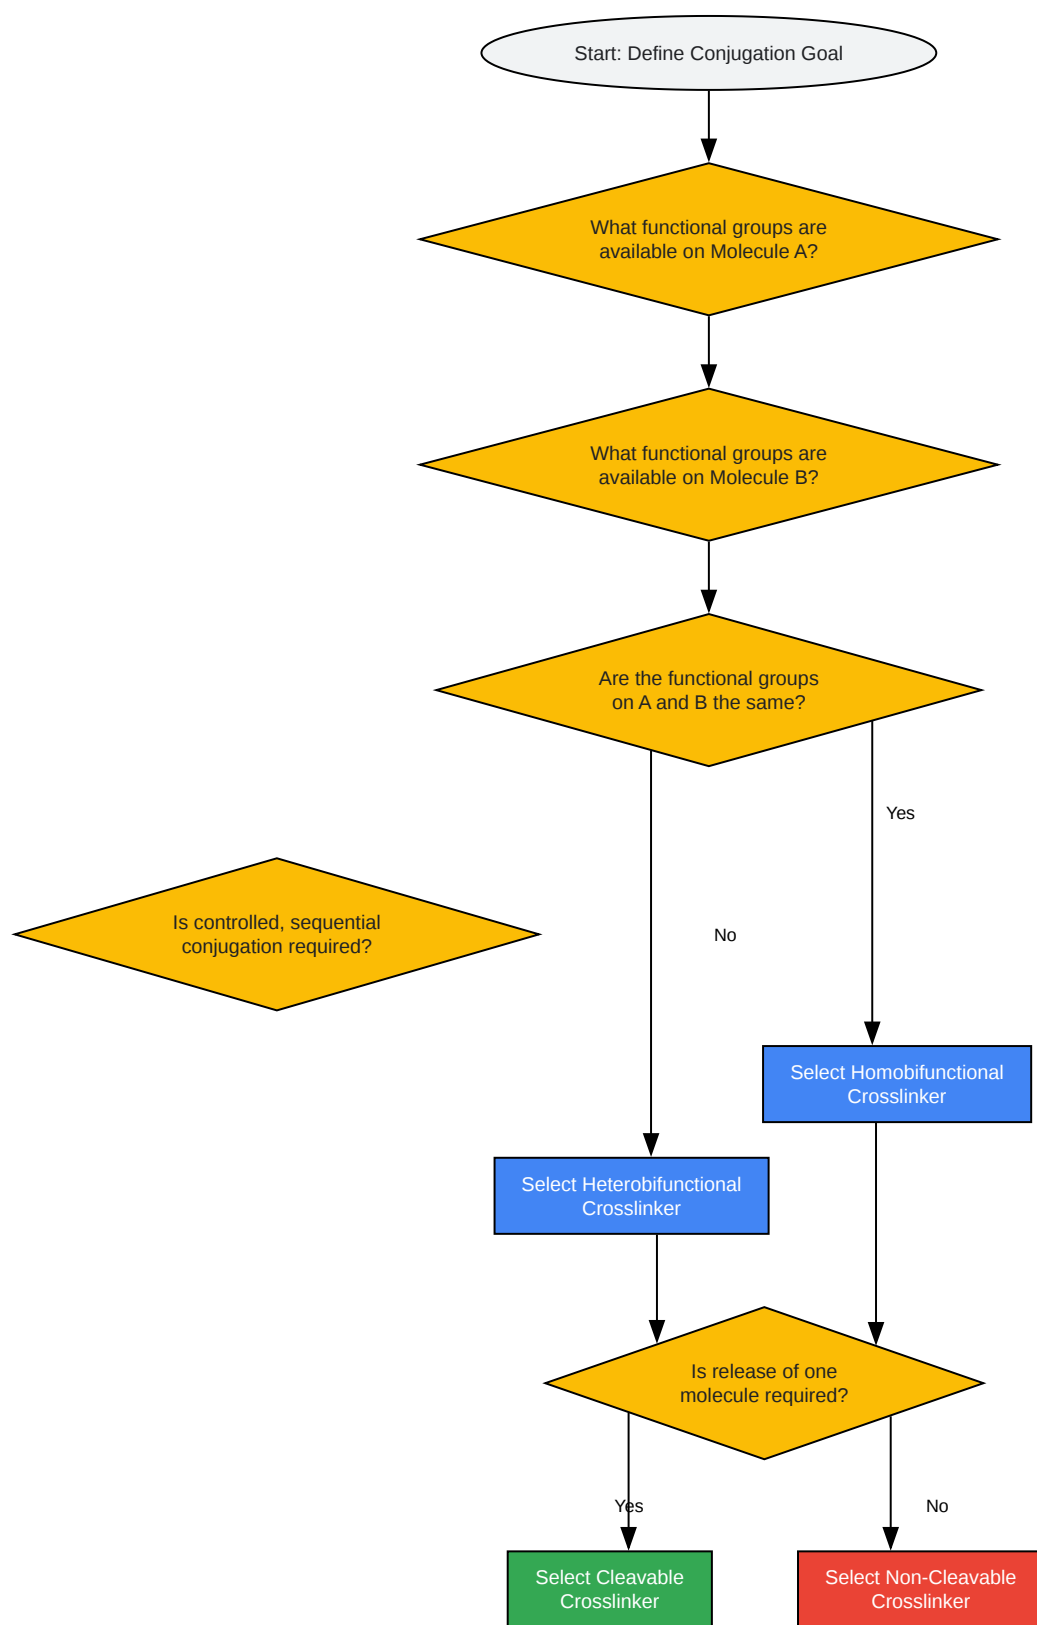 Start: Define Conjugation Goal
What functional groups are
available on Molecule A?
What functional groups are
available on Molecule B?
Are the functional groups
on A and B the same?
Yes
Is controlled, sequential
conjugation required?
No
Select Homobifunctional
Crosslinker
Select Heterobifunctional
Crosslinker
Is release of one
molecule required?
Yes
No
Select Cleavable
Crosslinker
Select Non-Cleavable
Crosslinker